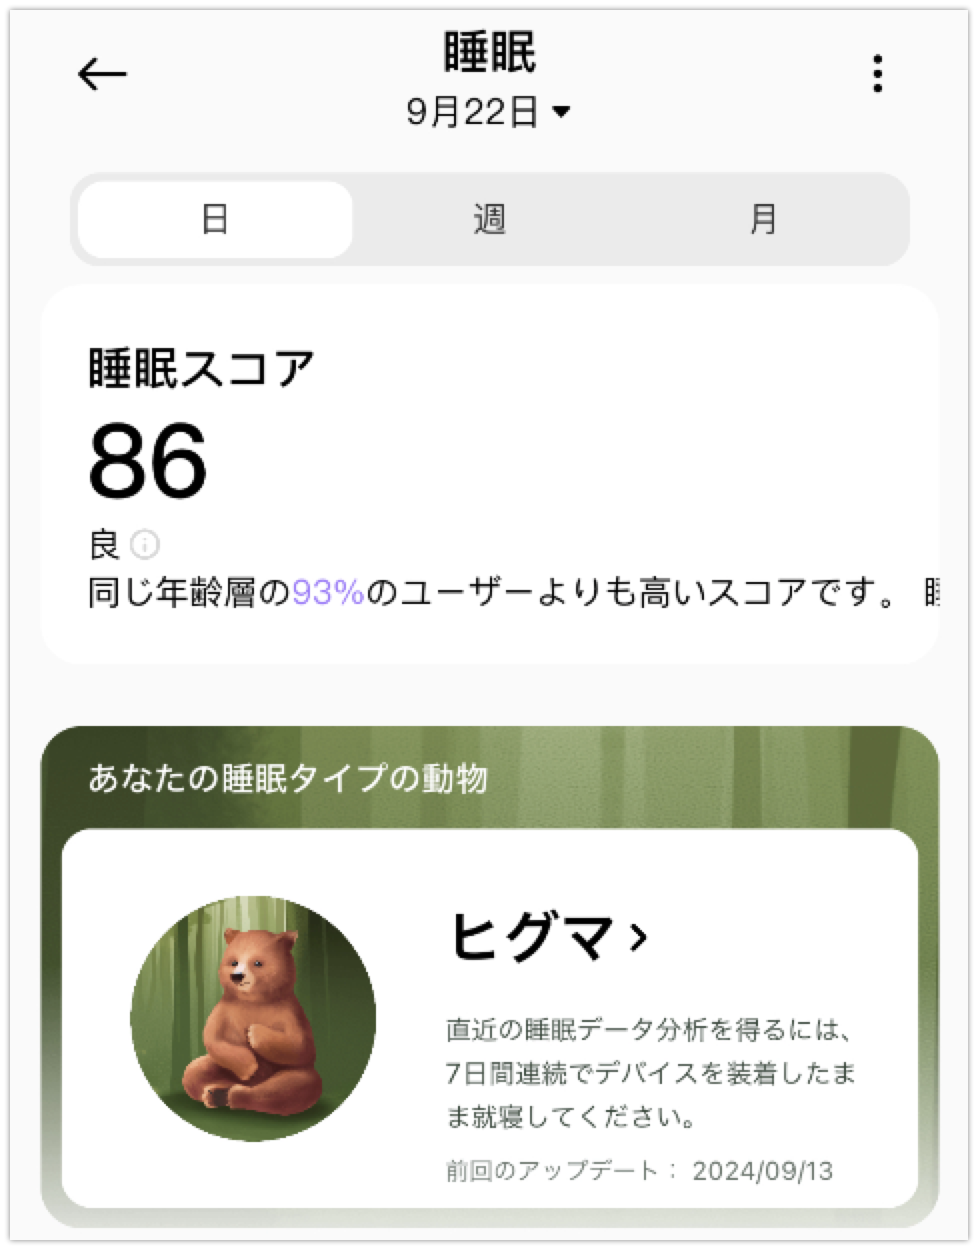 睡眠
9月22日
日 週 月
睡眠スコア
86
良
同じ年齢層の93%のユーザーよりも高いスコアです。
あなたの睡眠タイプの動物
ヒグマ
直近の睡眠データ分析を得るには、
7日間連続でデバイスを装着したま
ま就寝してください。
前回のアップデート： 2024/09/13